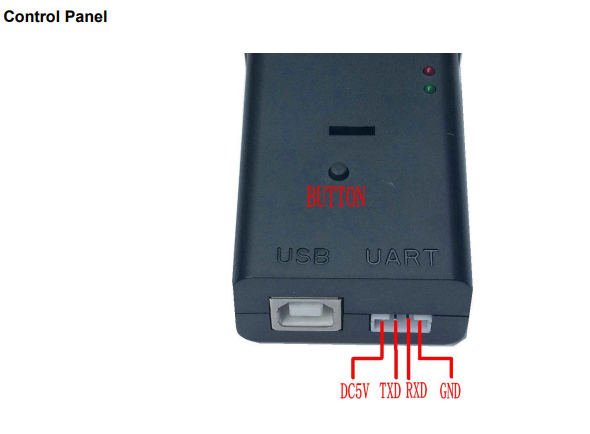 Control Panel
BUTTON
USB UART
DC5V TXD RXD GND